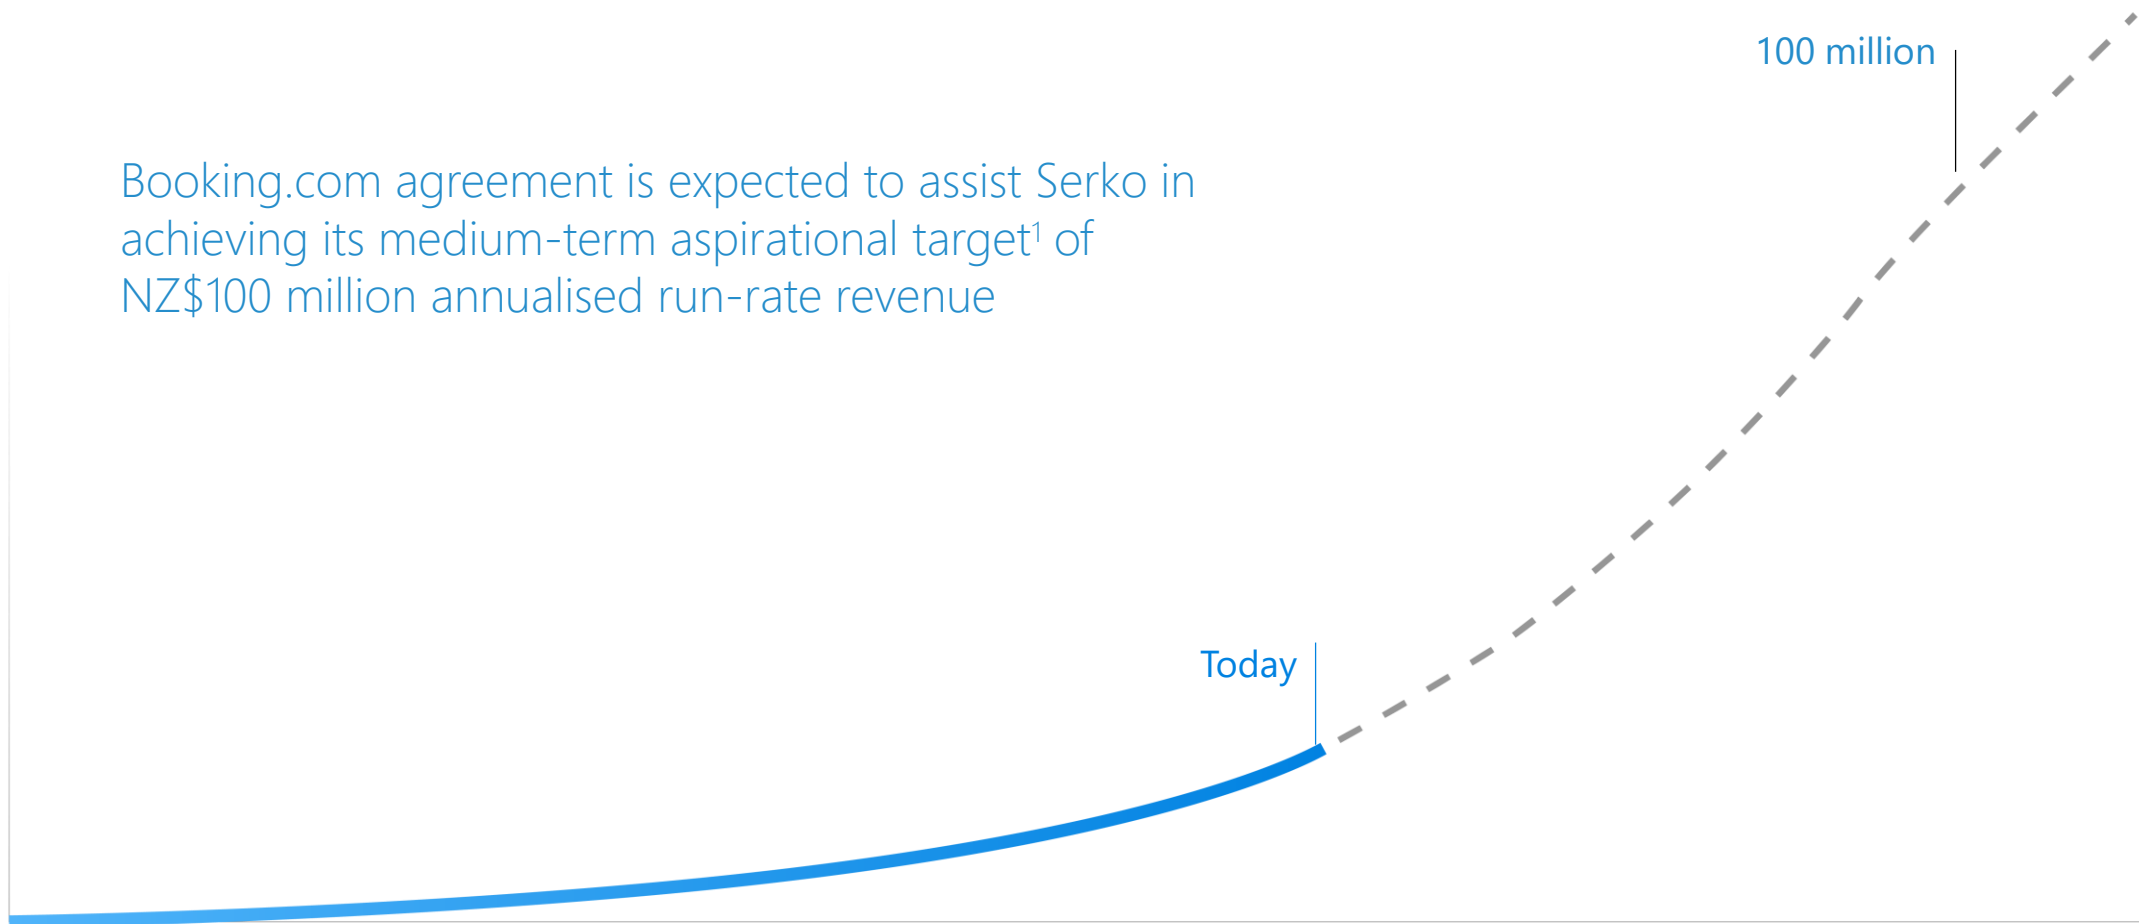 100 million
Booking.com agreement is expected to assist Serko in
achieving its medium-term aspirational target¹ of
NZ$100 million annualised run-rate revenue
Today